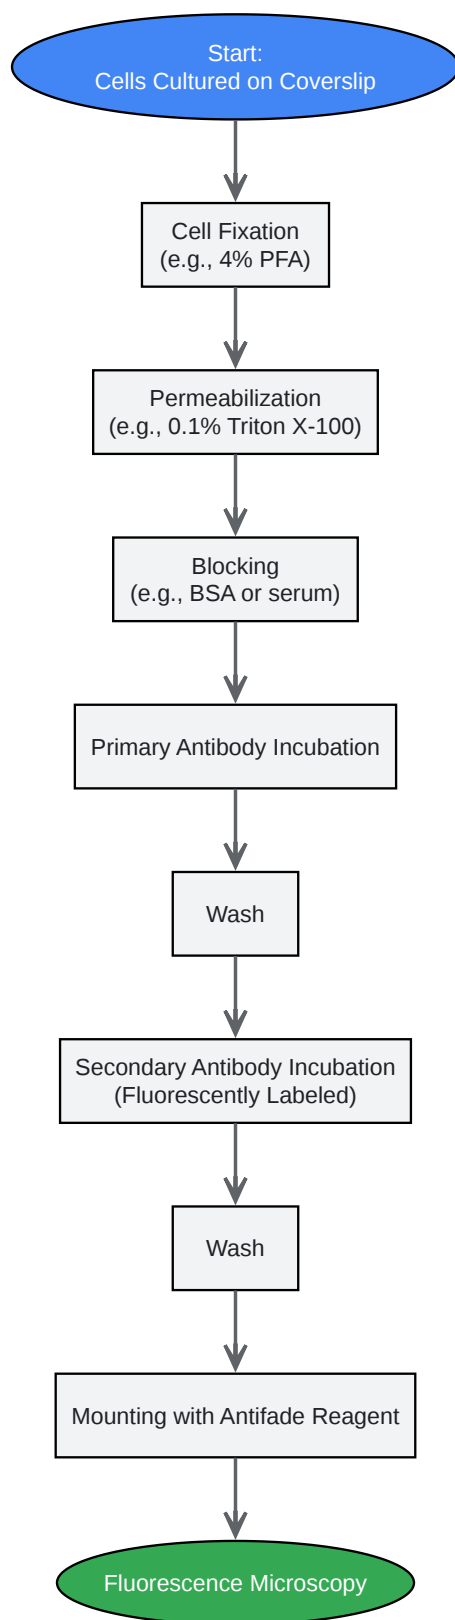 Start:
Cells Cultured on Coverslip
Cell Fixation
(e.g., 4% PFA)
Permeabilization
(e.g., 0.1% Triton X-100)
Blocking
(e.g., BSA or serum)
Primary Antibody Incubation
Wash
Secondary Antibody Incubation
(Fluorescently Labeled)
Wash
Mounting with Antifade Reagent
Fluorescence Microscopy